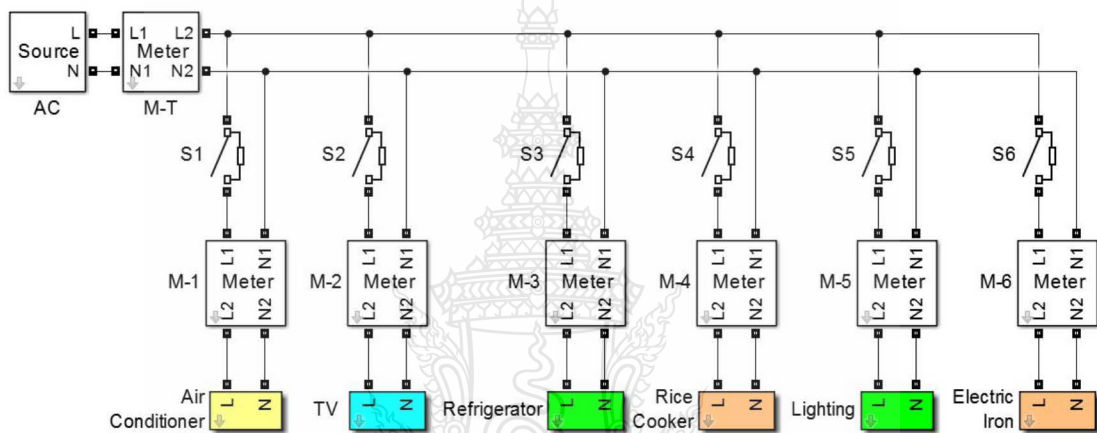 L
Source
N
AC
L1 L2
Meter
N1 N2
M-T
S1
S2
S3
S4
S5
S6
M-1
L1 N1
Meter
L2 N2
M-2
L1 N1
Meter
L2 N2
M-3
L1 N1
Meter
L2 N2
M-4
L1 N1
Meter
L2 N2
M-5
L1 N1
Meter
L2 N2
M-6
L1 N1
Meter
L2 N2
Air
Conditioner
L N
TV
L N
Refrigerator
L N
Rice
Cooker
L N
Lighting
L N
Electric
Iron
L N